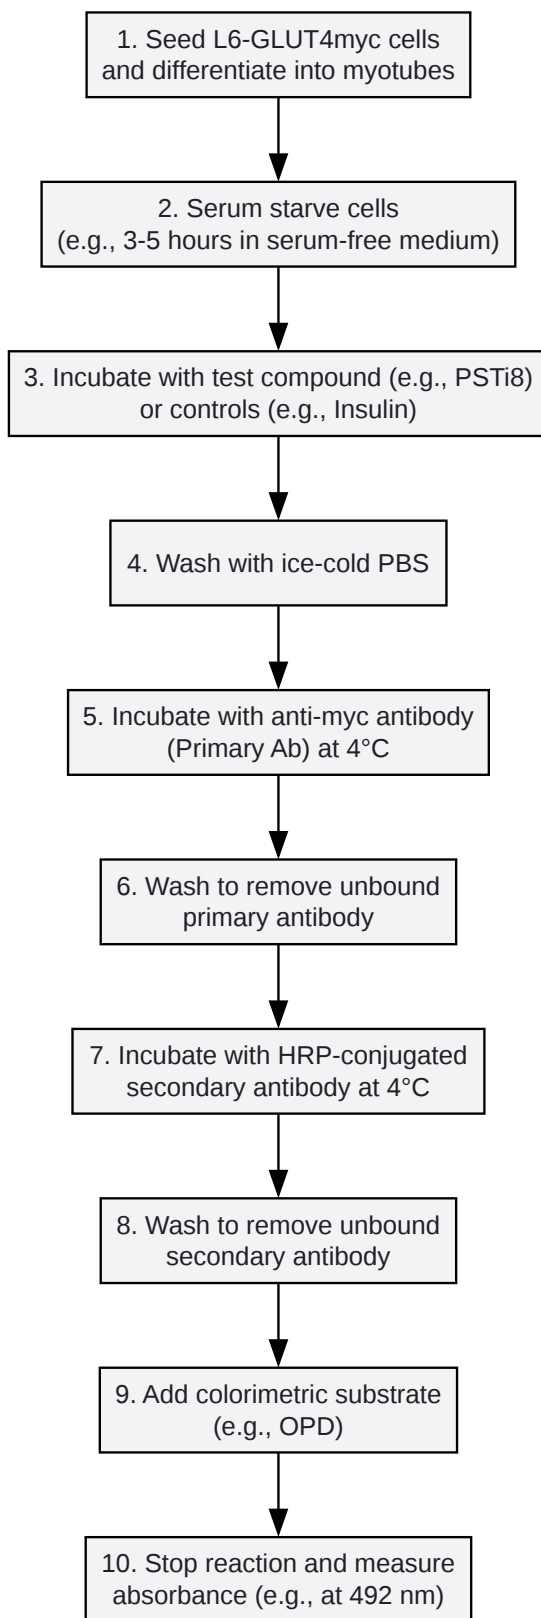 1. Seed L6-GLUT4myc cells
and differentiate into myotubes
2. Serum starve cells
(e.g., 3-5 hours in serum-free medium)
3. Incubate with test compound (e.g., PSTi8)
or controls (e.g., Insulin)
4. Wash with ice-cold PBS
5. Incubate with anti-myc antibody
(Primary Ab) at 4°C
6. Wash to remove unbound
primary antibody
7. Incubate with HRP-conjugated
secondary antibody at 4°C
8. Wash to remove unbound
secondary antibody
9. Add colorimetric substrate
(e.g., OPD)
10. Stop reaction and measure
absorbance (e.g., at 492 nm)